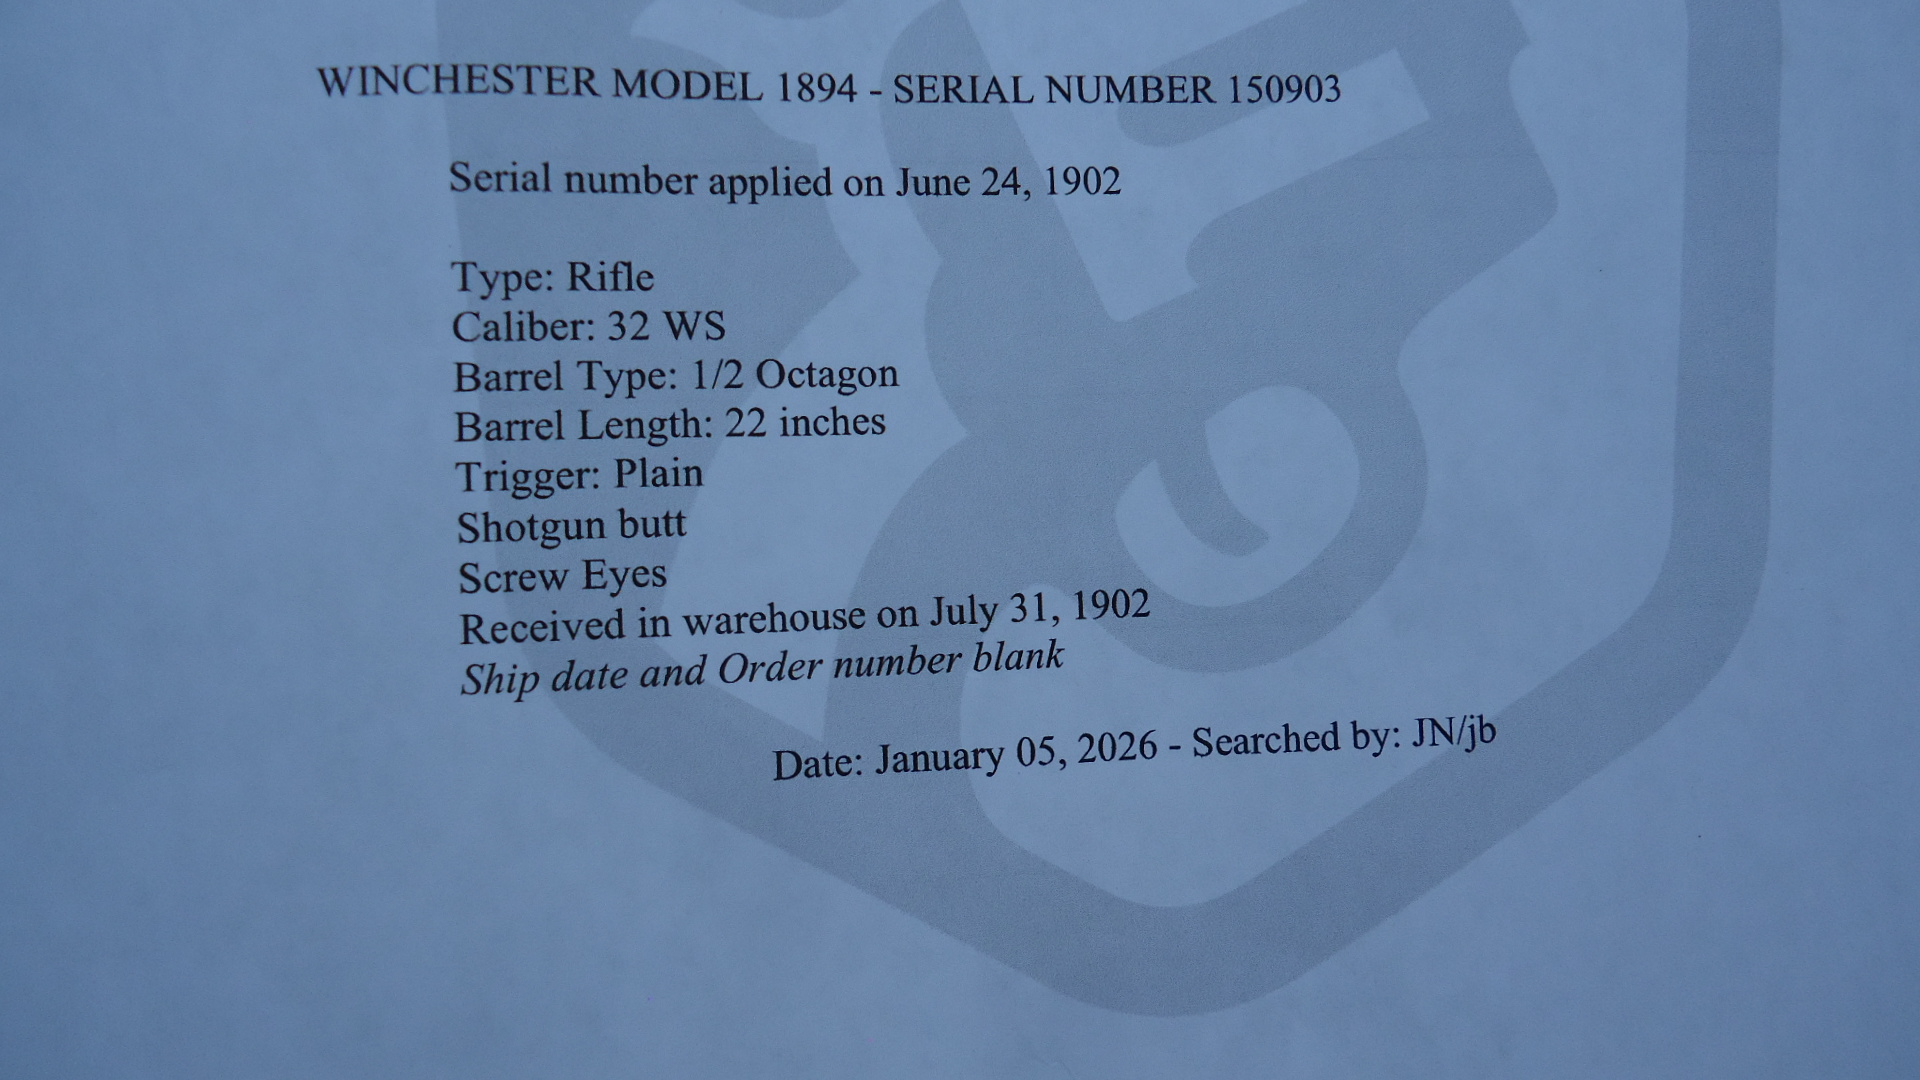 WINCHESTER MODEL 1894 - SERIAL NUMBER 150903
Serial number applied on June 24, 1902
Type: Rifle
Caliber: 32 WS
Barrel Type: 1/2 Octagon
Barrel Length: 22 inches
Trigger: Plain
Shotgun butt
Screw Eyes
Received in warehouse on July 31, 1902
Ship date and Order number blank
Date: January 05, 2026 - Searched by: JN/jb